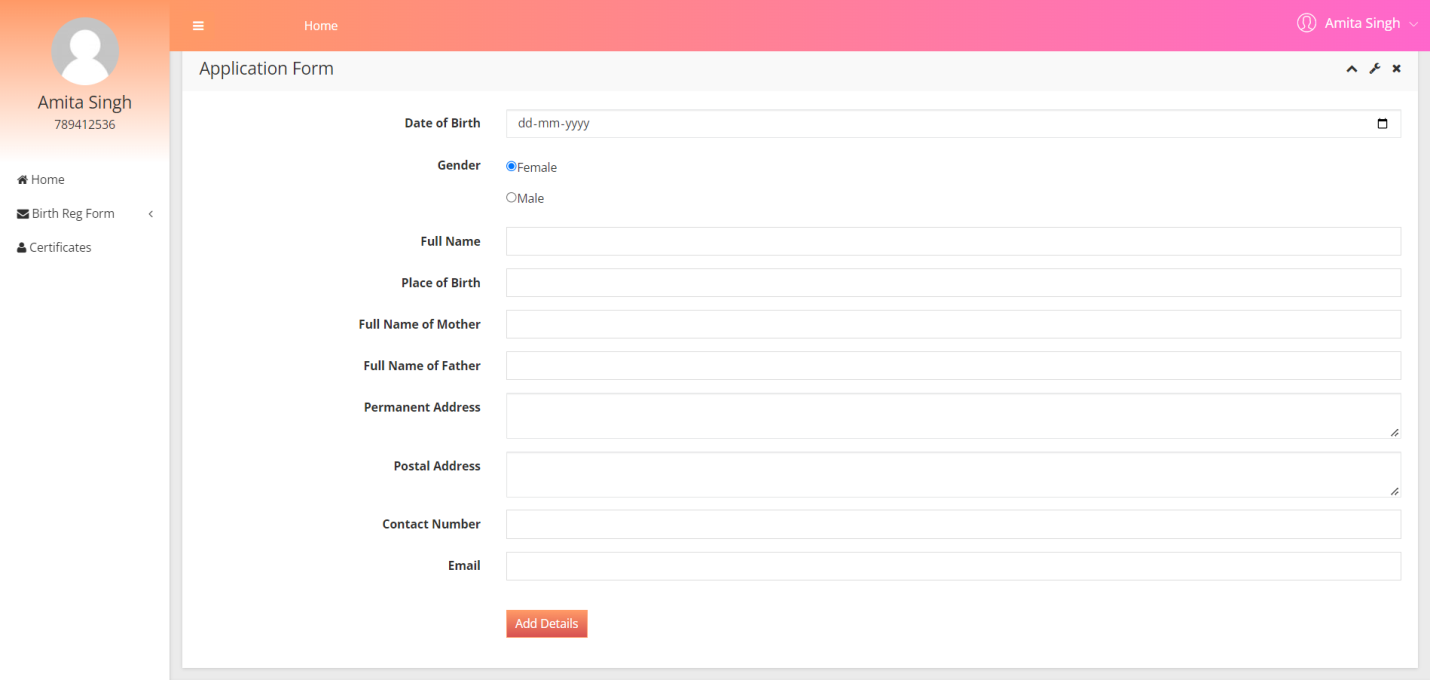 Amita Singh
789412536
Home
Birth Reg Form
Certificates
Home
Amita Singh
Application Form
Date of Birth
dd-mm-yyyy
Gender
Female
Male
Full Name
Place of Birth
Full Name of Mother
Full Name of Father
Permanent Address
Postal Address
Contact Number
Email
Add Details